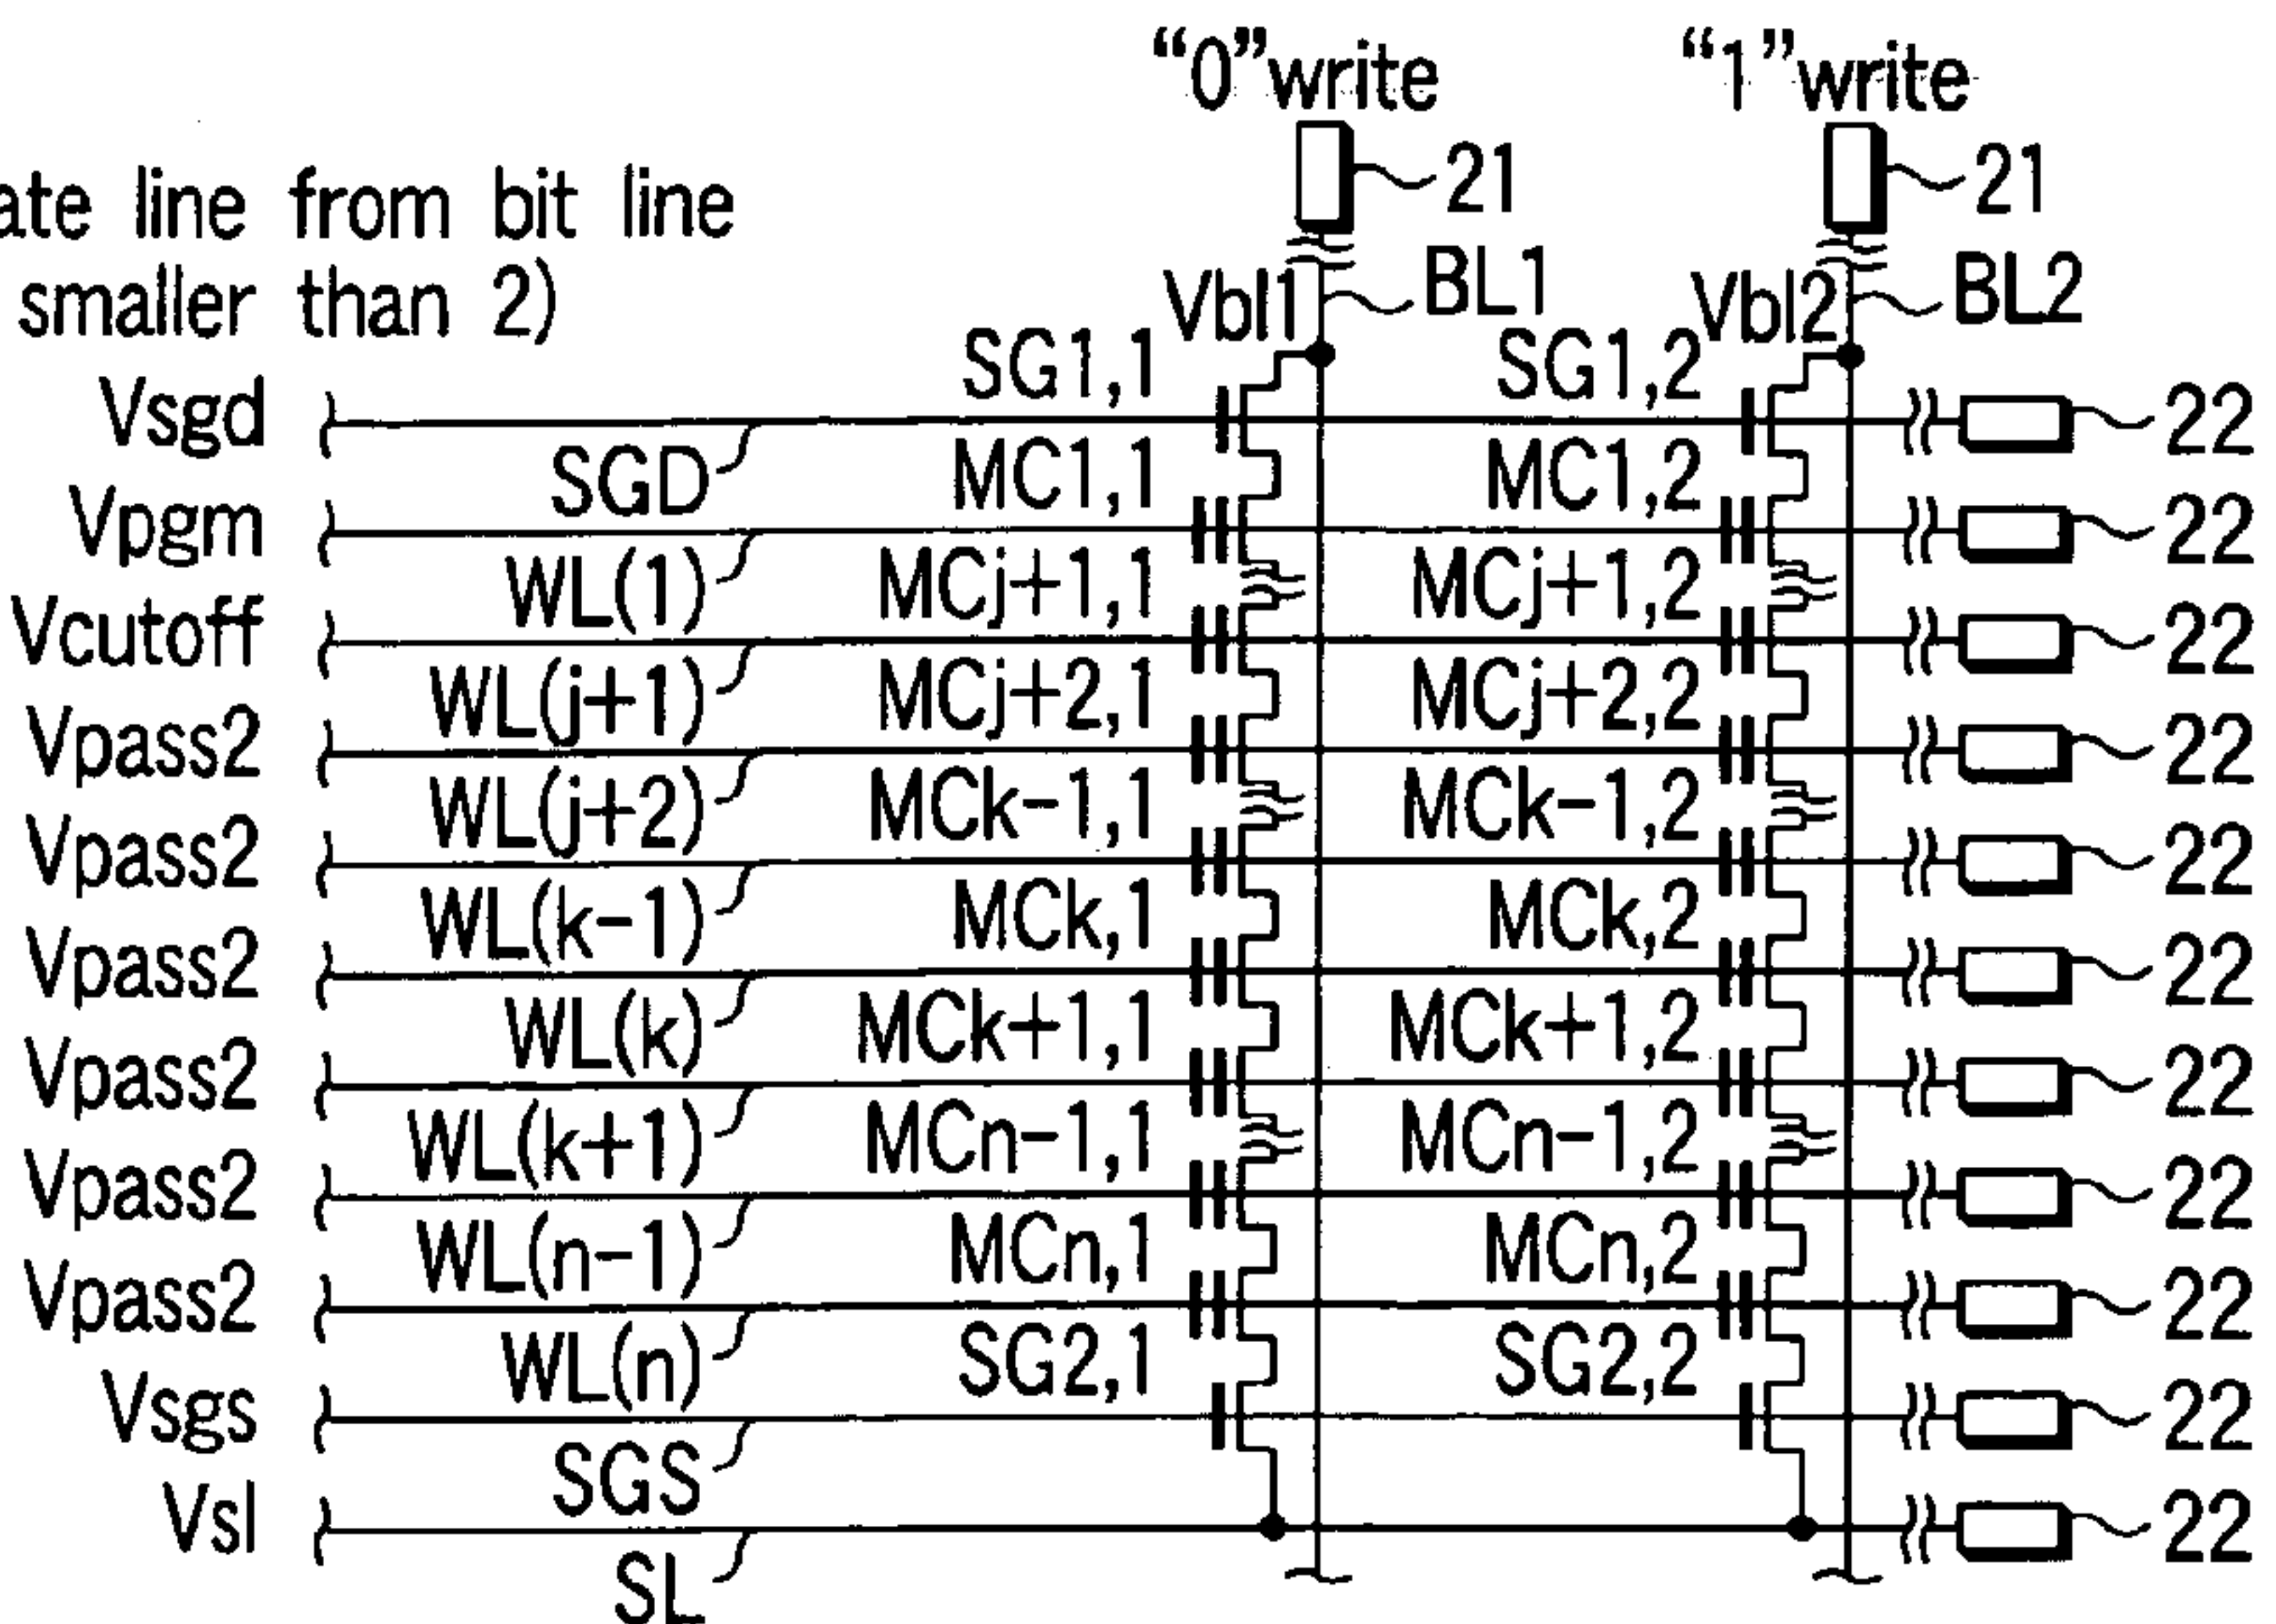 "0"write "1"write
21 21
ate line from bit line
smaller than 2)
Vbl1 BL1 Vbl2 BL2
SG1,1 SG1,2
Vsgd 22
SGD MC1,1 MC1,2
Vpgm 22
WL(1) MCj+1,1 MCj+1,2
Vcutoff 22
WL(j+1) MCj+2,1 MCj+2,2
Vpass2 22
WL(j+2) MCk-1,1 MCk-1,2
Vpass2 22
WL(k-1) MCk,1 MCk,2
Vpass2 22
WL(k) MCk+1,1 MCk+1,2
Vpass2 22
WL(k+1) MCn-1,1 MCn-1,2
Vpass2 22
WL(n-1) MCn,1 MCn,2
Vpass2 22
WL(n) SG2,1 SG2,2
Vsgs 22
SGS
Vsl 22
SL